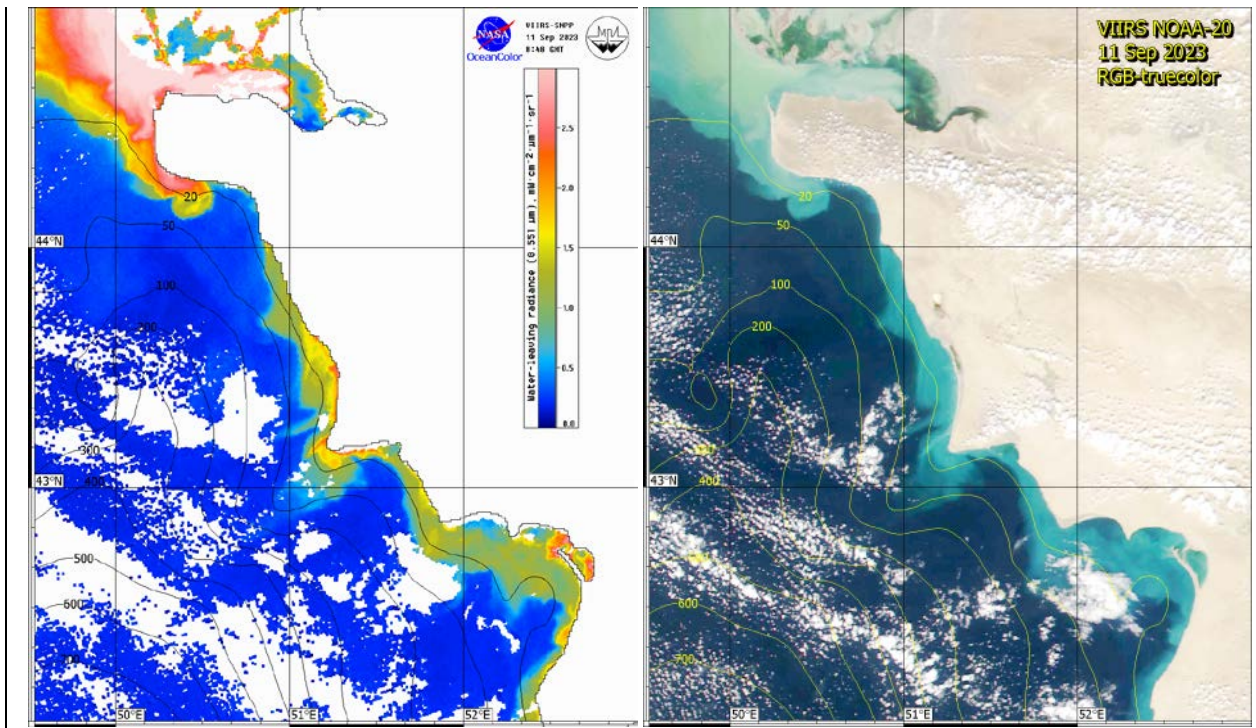 VIIRS-SNPP
11 Sep 2023
8:48 GMT
NASA
OceanColor
Water-leaving radiance (0.551 μm), mW·cm⁻²·μm⁻¹·sr⁻¹
2.5
2.0
1.5
1.0
0.5
0.0
20
50
100
200
300
400
500
600
700
44°N
43°N
50°E
51°E
52°E
VIIRS NOAA-20
11 Sep 2023
RGB-truecolor
20
50
100
200
300
400
500
600
700
44°N
43°N
50°E
51°E
52°E